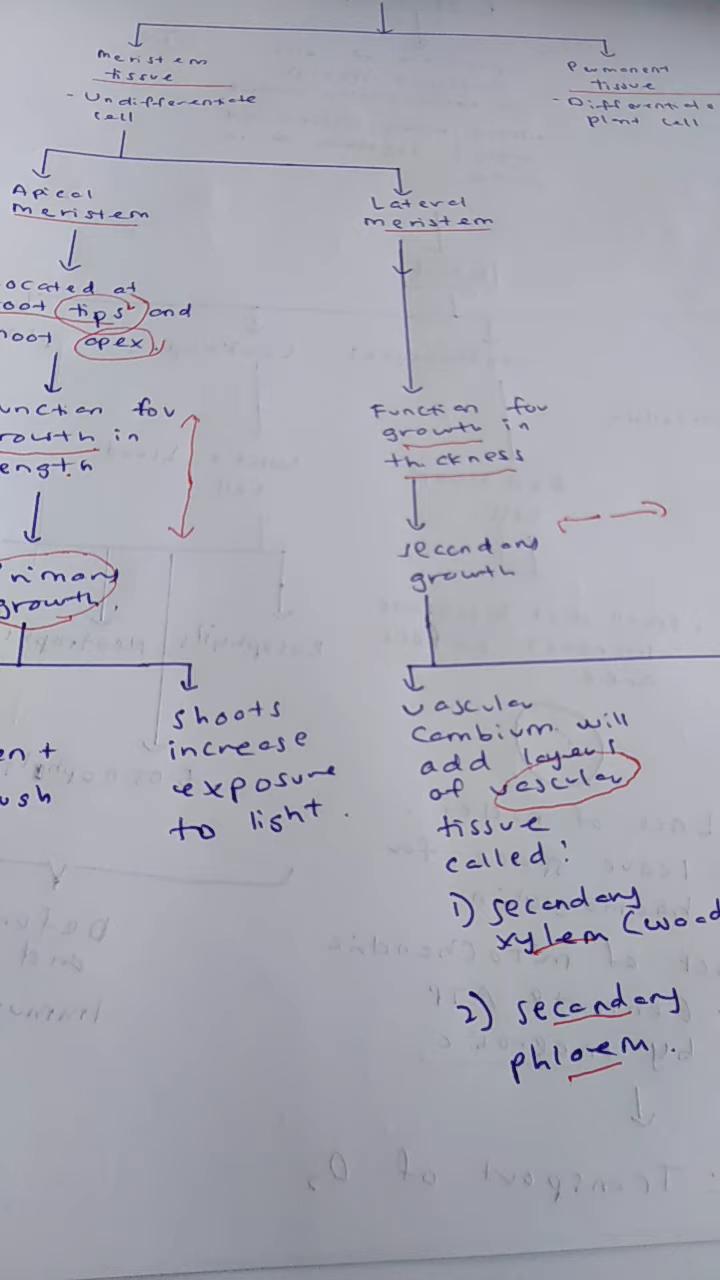 Meristem
tissue
- Undifferentiate
cell
Permanent
tissue
- Differentiate
plant cell
Apical
Meristem
Lateral
meristem
ocated at
oot tips and
hoot apex.
unction for
rowth in
ength
Function for
growth in
thickness
rimary
growth.
secondary
growth
en +
ush
shoots
increase
exposure
to light.
vascular
Cambium will
add layers
of vascular
tissue
called:
1) secondary
xylem (wood
2) secondary
phloem.